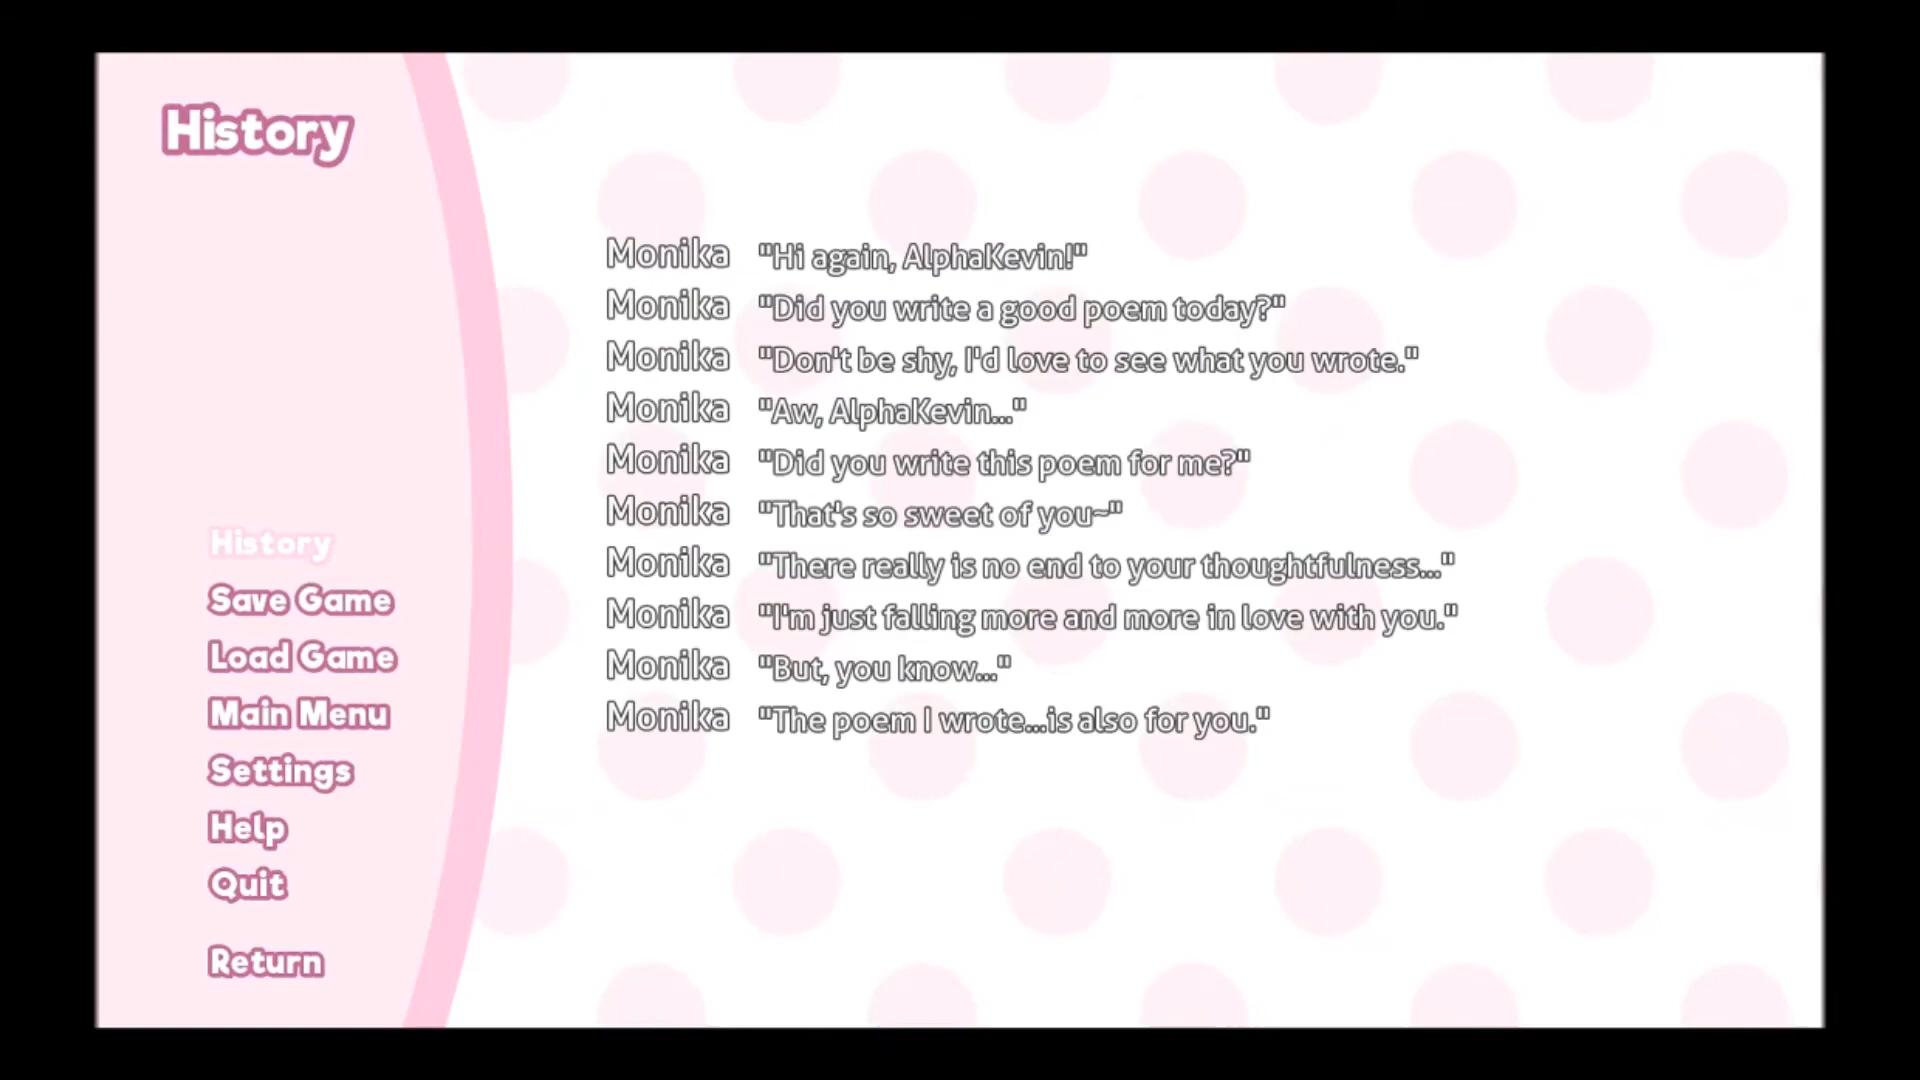 History
Monika "Hi again, AlphaKevin!"
Monika "Did you write a good poem today?"
Monika "Don't be shy, I'd love to see what you wrote."
Monika "Aw, AlphaKevin..."
Monika "Did you write this poem for me?"
Monika "That's so sweet of you~"
Monika "There really is no end to your thoughtfulness..."
Monika "I'm just falling more and more in love with you."
Monika "But, you know..."
Monika "The poem I wrote...is also for you."
History
Save Game
Load Game
Main Menu
Settings
Help
Quit
Return